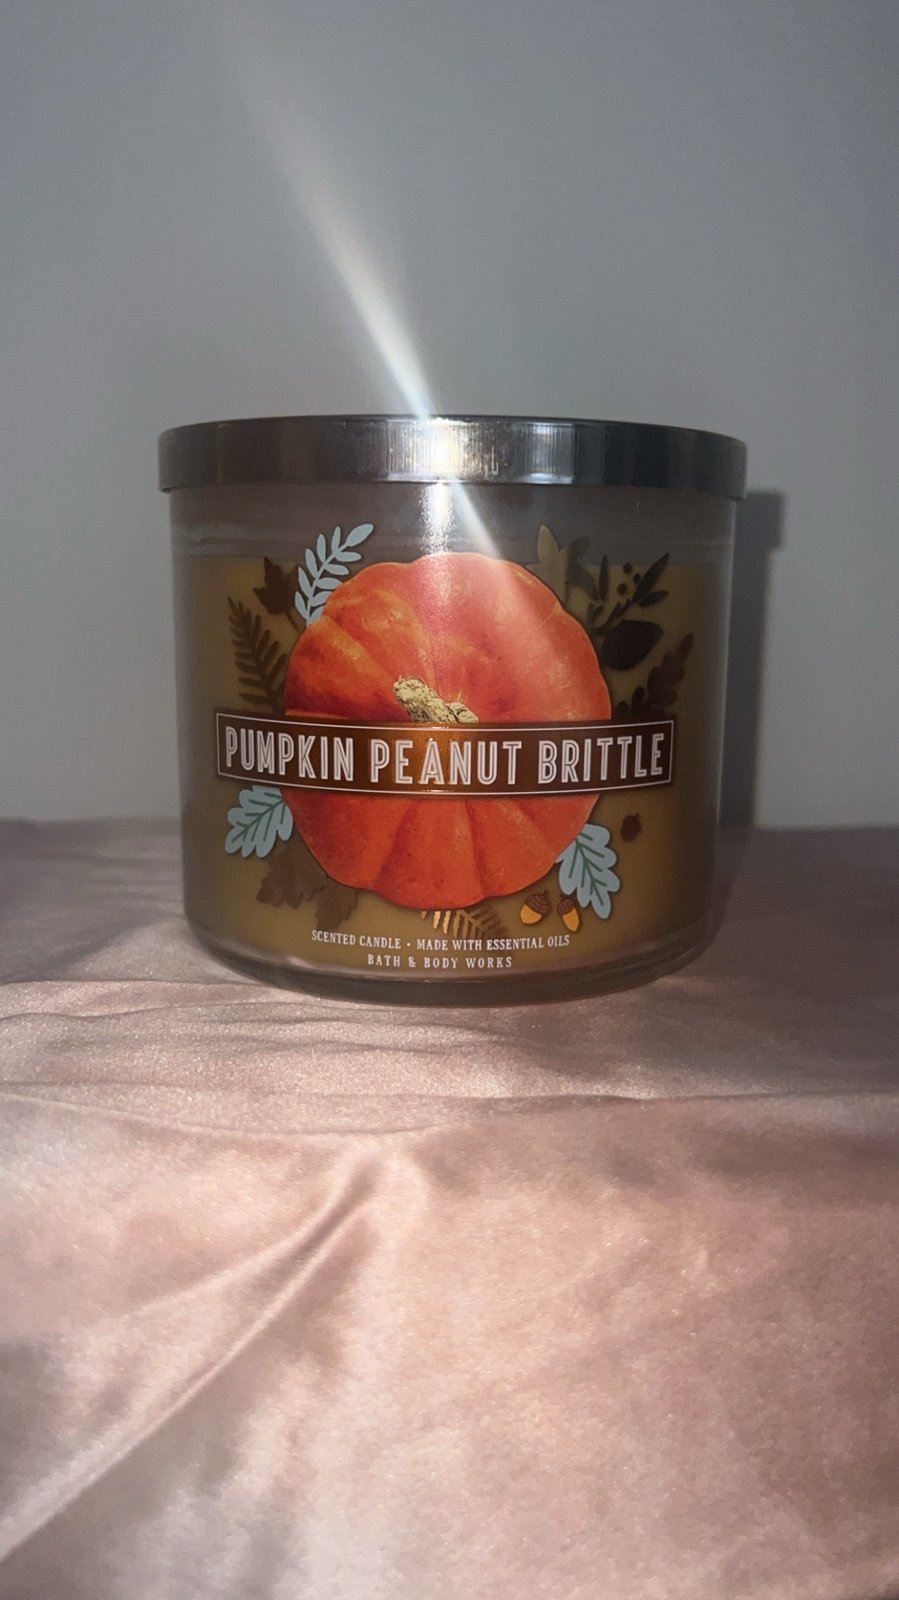 PUMPKIN PEANUT BRITTLE
SCENTED CANDLE • MADE WITH ESSENTIAL OILS
BATH & BODY WORKS